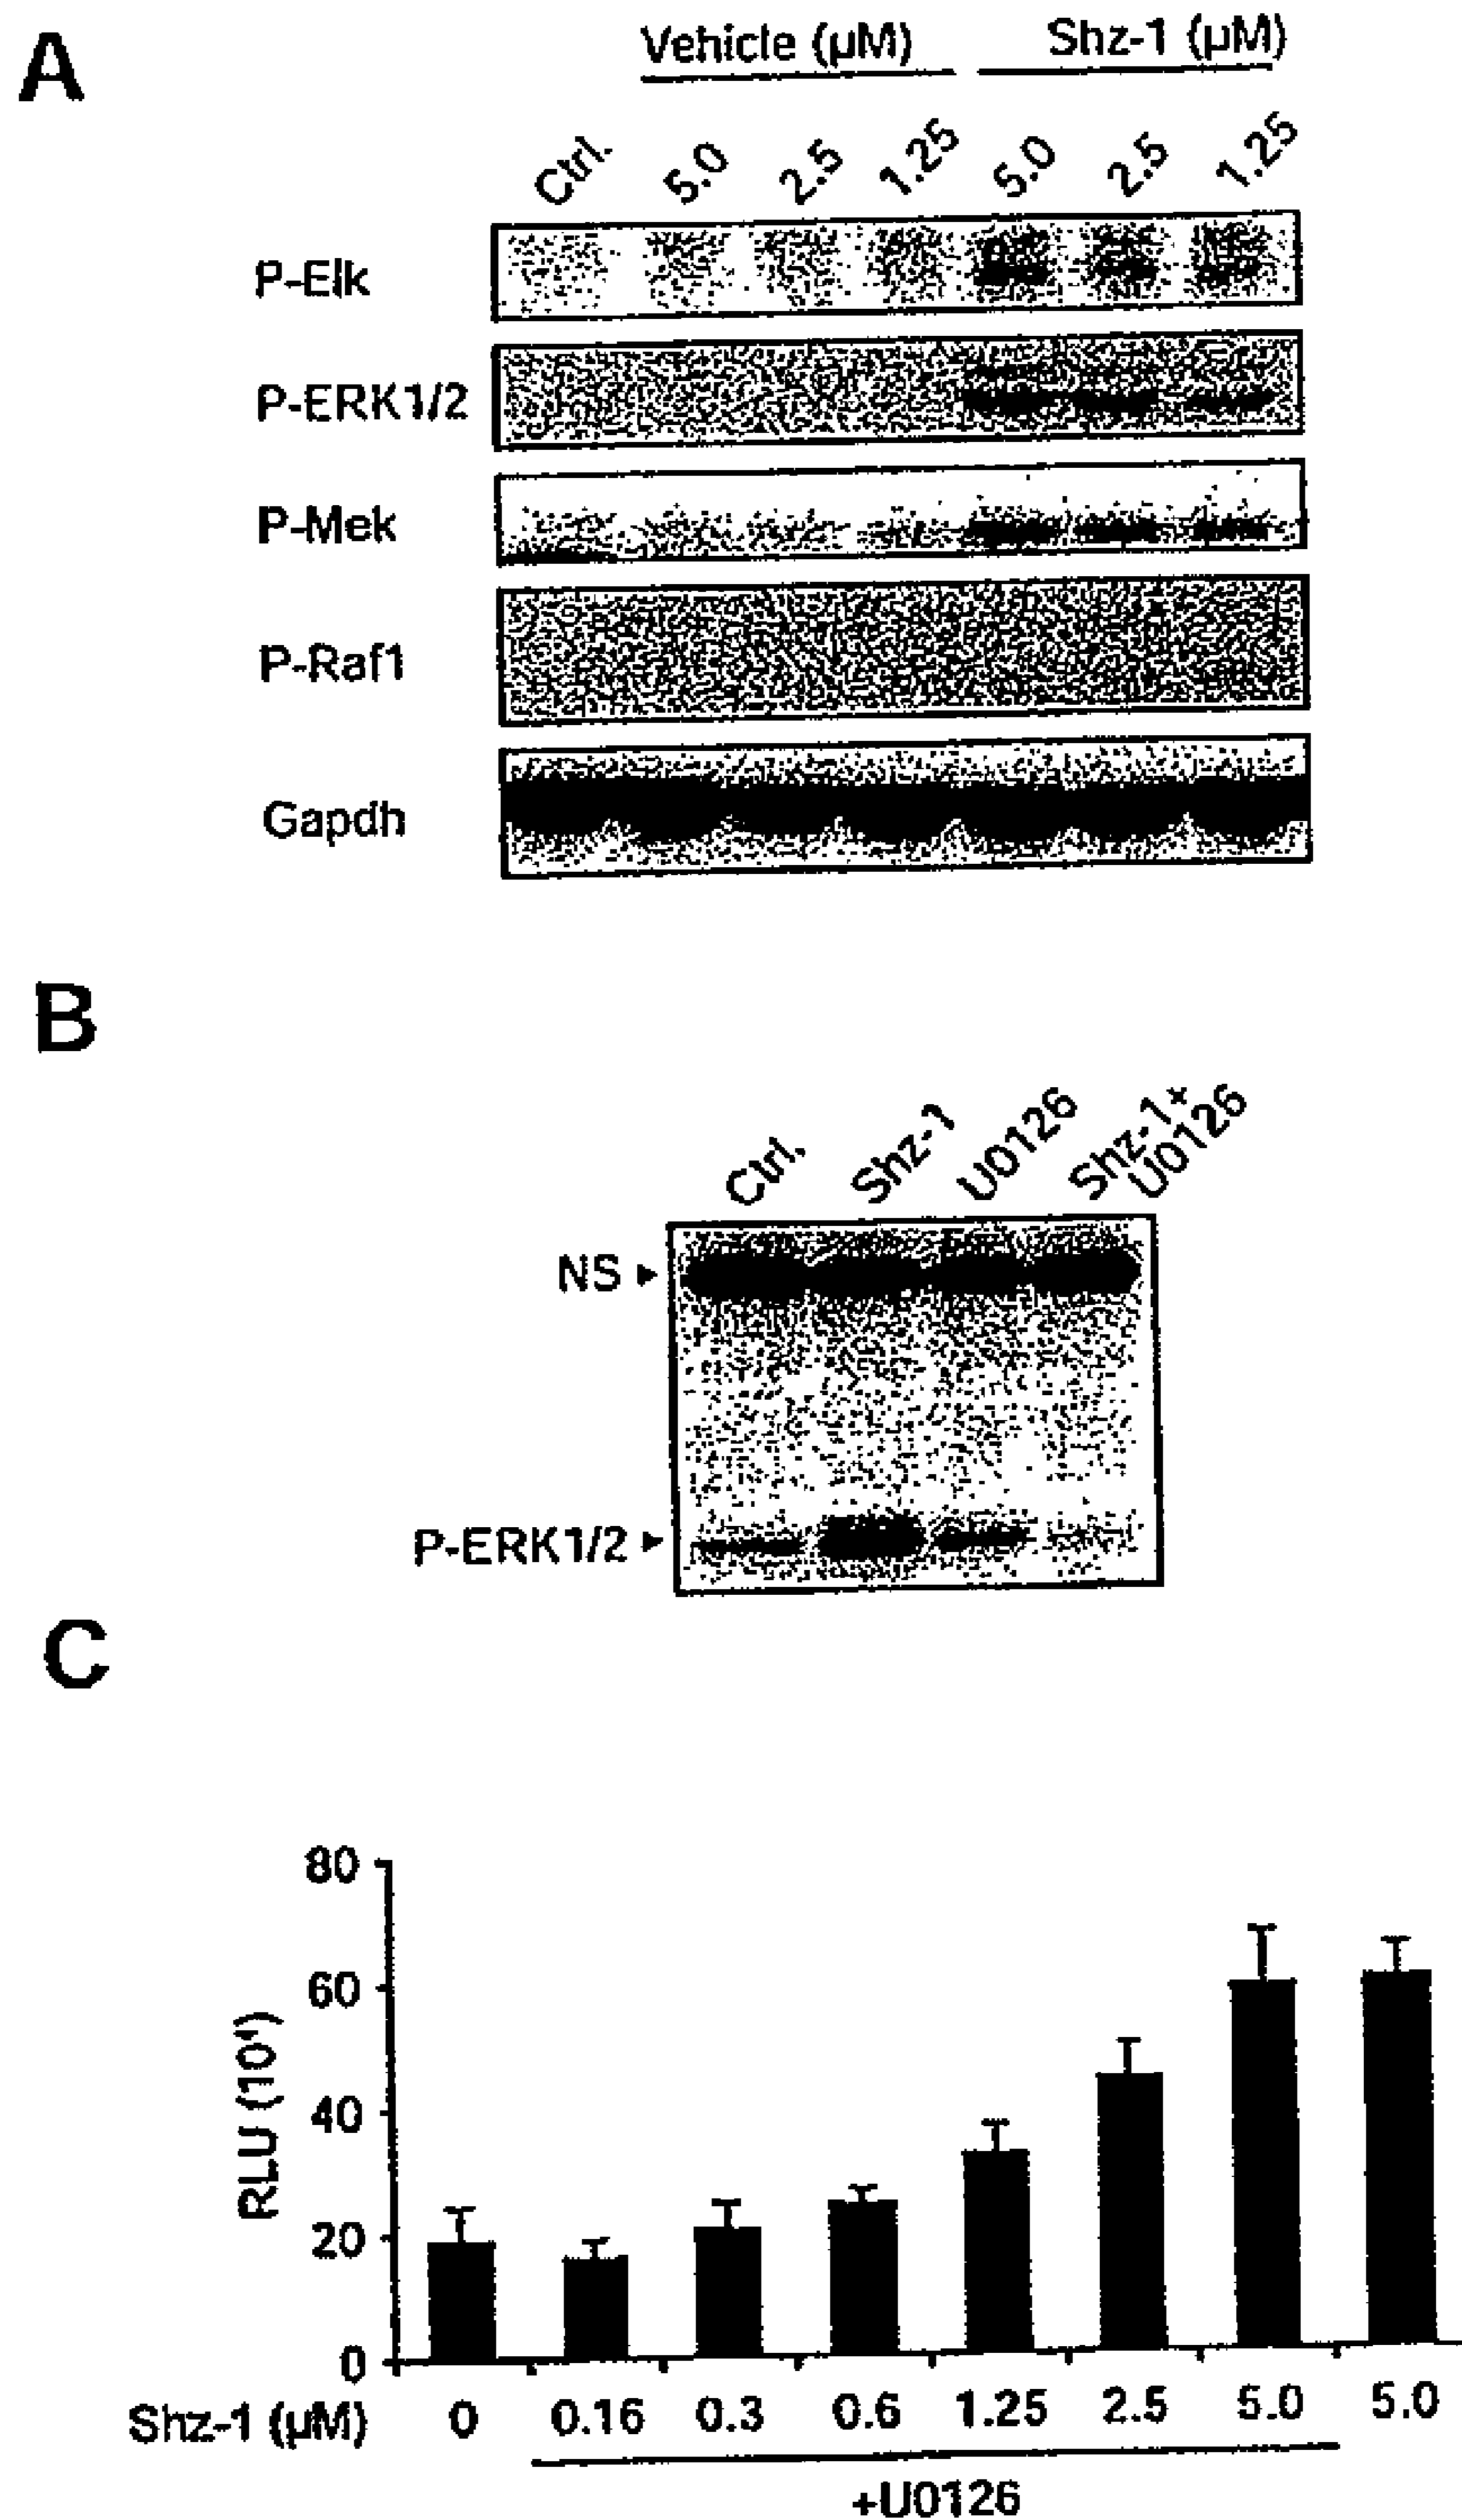 A
Vehicle (µM) Shz-1 (µM)
Ctrl. 5.0 2.5 1.25 5.0 2.5 1.25
P-Elk
P-ERK1/2
P-Mek
P-Raf1
Gapdh
B
Ctrl. Shz-1 U0126 Shz-1+
U0126
NS
P-ERK1/2
C
80
60
40
20
0
RLU (10⁴)
Shz-1 (µM) 0 0.16 0.3 0.6 1.25 2.5 5.0 5.0
+U0126